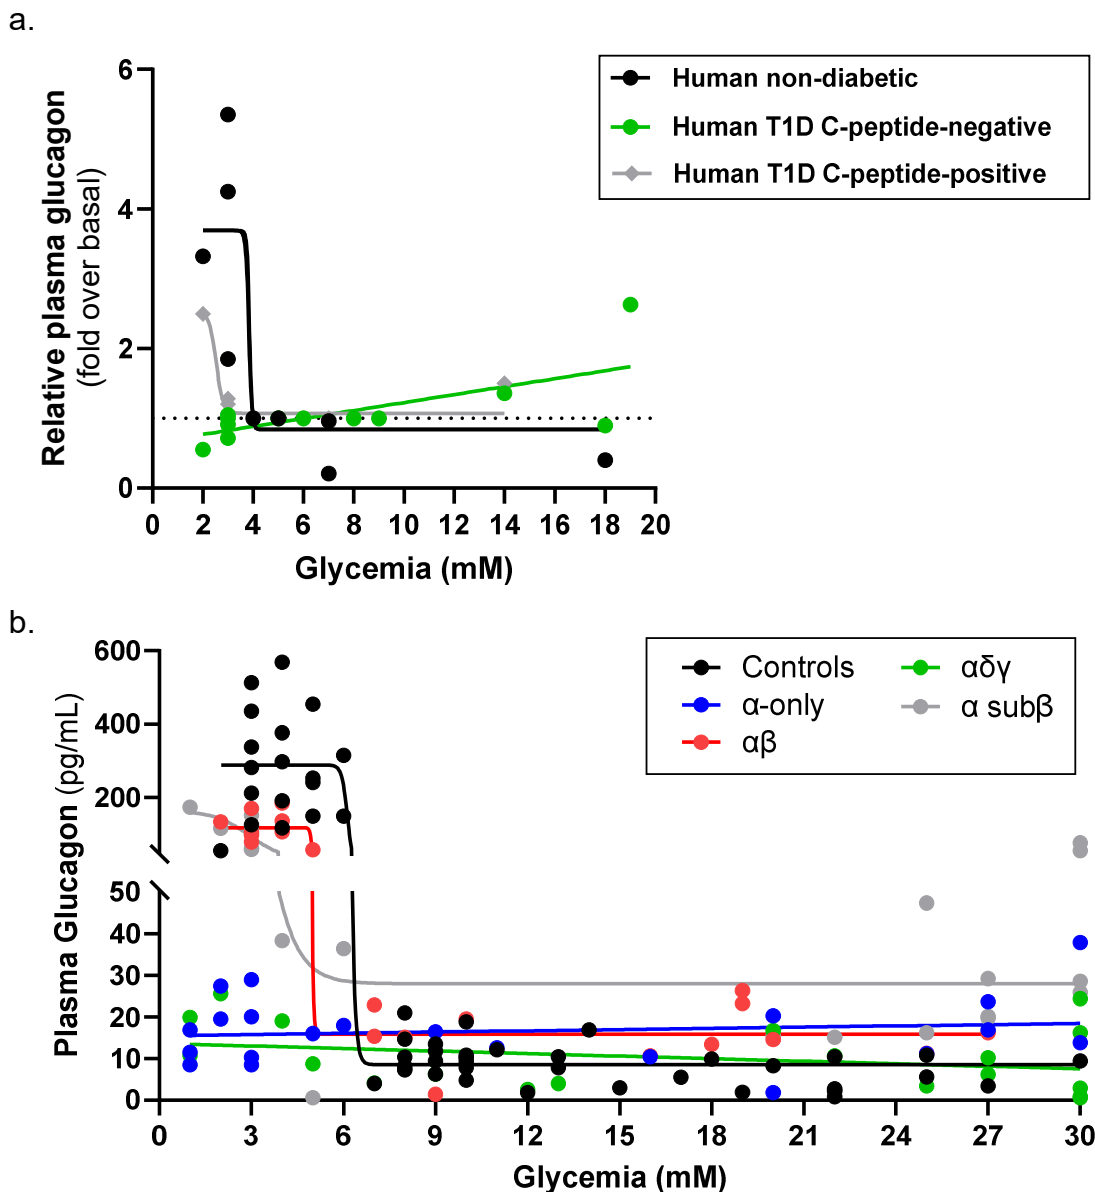 a.
Relative plasma glucagon
(fold over basal)
6
4
2
0
0 2 4 6 8 10 12 14 16 18 20
Glycemia (mM)
Human non-diabetic
Human T1D C-peptide-negative
Human T1D C-peptide-positive
b.
Plasma Glucagon (pg/mL)
600
400
200
50
40
30
20
10
0
0 3 6 9 12 15 18 21 24 27 30
Glycemia (mM)
Controls
α-only
αβ
αδγ
α subβ